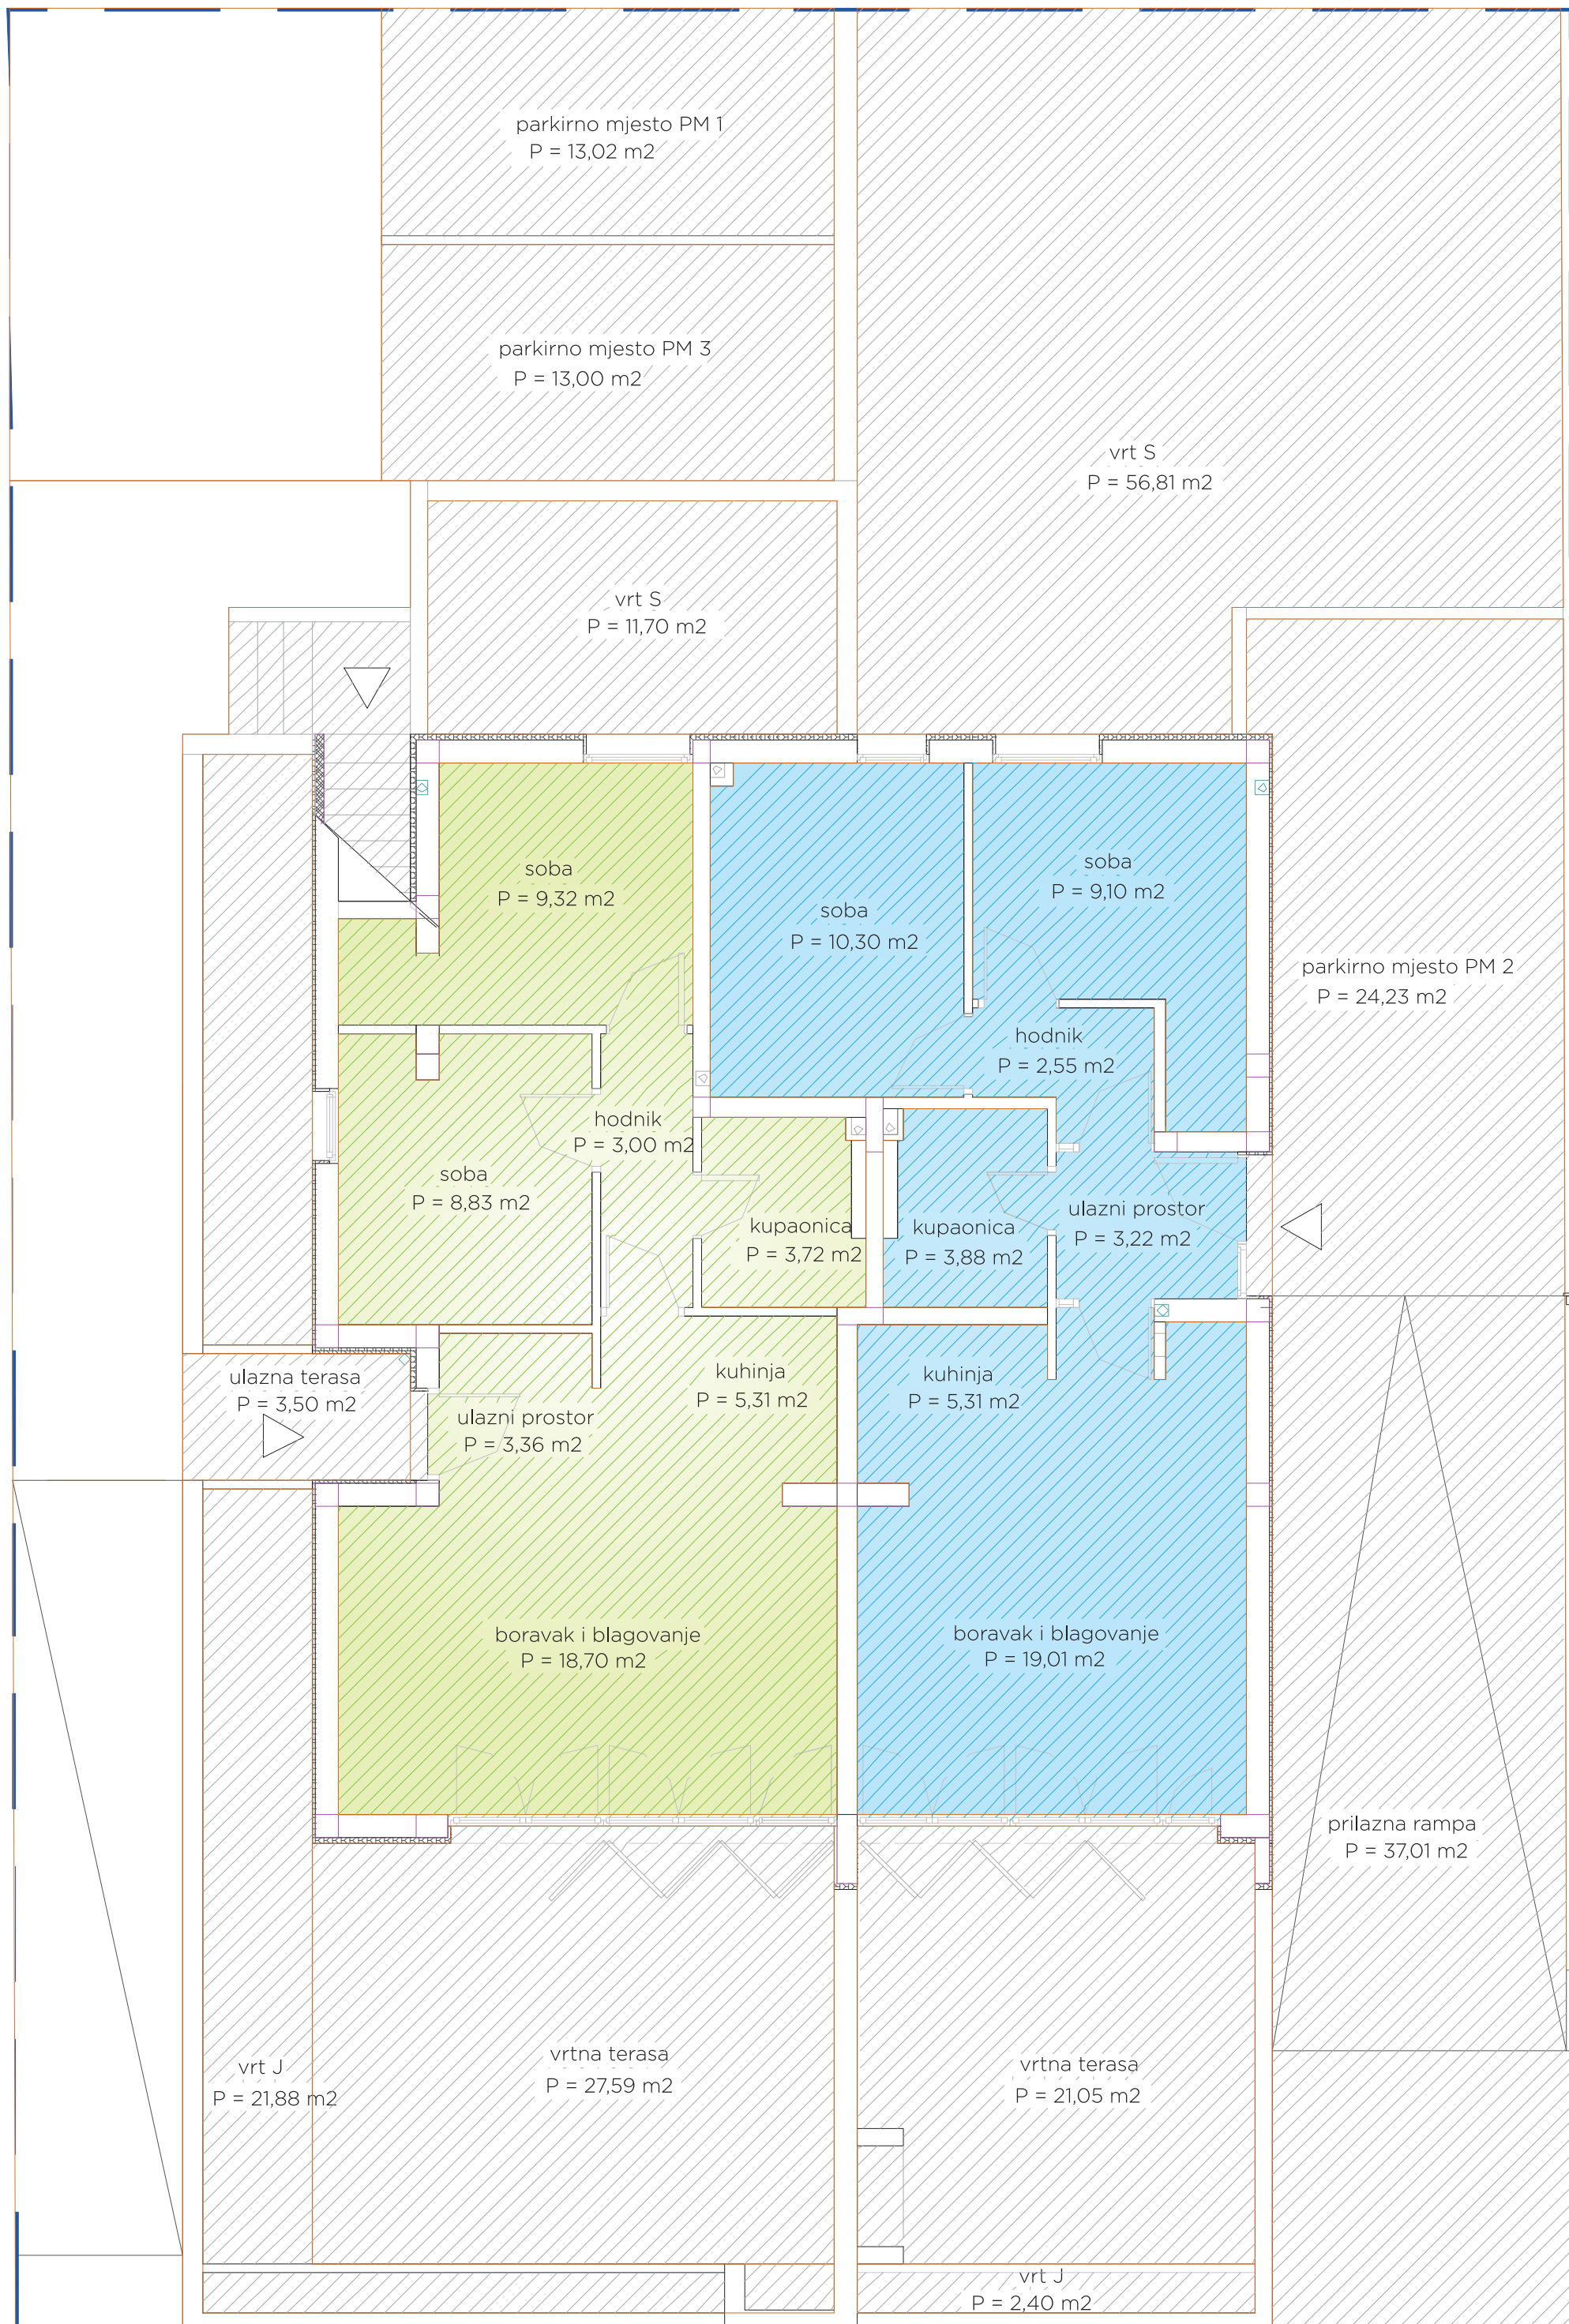 parkirno mjesto PM 1
P = 13,02 m2
parkirno mjesto PM 3
P = 13,00 m2
vrt S
P = 56,81 m2
vrt S
P = 11,70 m2
soba
P = 9,32 m2
soba
P = 10,30 m2
soba
P = 9,10 m2
parkirno mjesto PM 2
P = 24,23 m2
hodnik
P = 2,55 m2
hodnik
P = 3,00 m2
soba
P = 8,83 m2
kupaonica
P = 3,72 m2
kupaonica
P = 3,88 m2
ulazni prostor
P = 3,22 m2
ulazna terasa
P = 3,50 m2
kuhinja
P = 5,31 m2
kuhinja
P = 5,31 m2
ulazni prostor
P = 3,36 m2
boravak i blagovanje
P = 18,70 m2
boravak i blagovanje
P = 19,01 m2
prilazna rampa
P = 37,01 m2
vrt J
P = 21,88 m2
vrtna terasa
P = 27,59 m2
vrtna terasa
P = 21,05 m2
vrt J
P = 2,40 m2